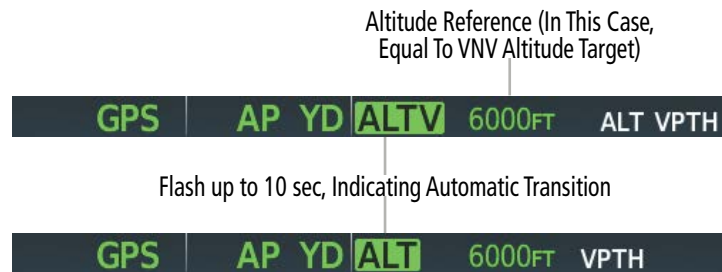 Altitude Reference (In This Case,
Equal To VNV Altitude Target)
GPS AP YD ALTV 6000FT ALT VPTH
Flash up to 10 sec, Indicating Automatic Transition
GPS AP YD ALT 6000FT VPTH